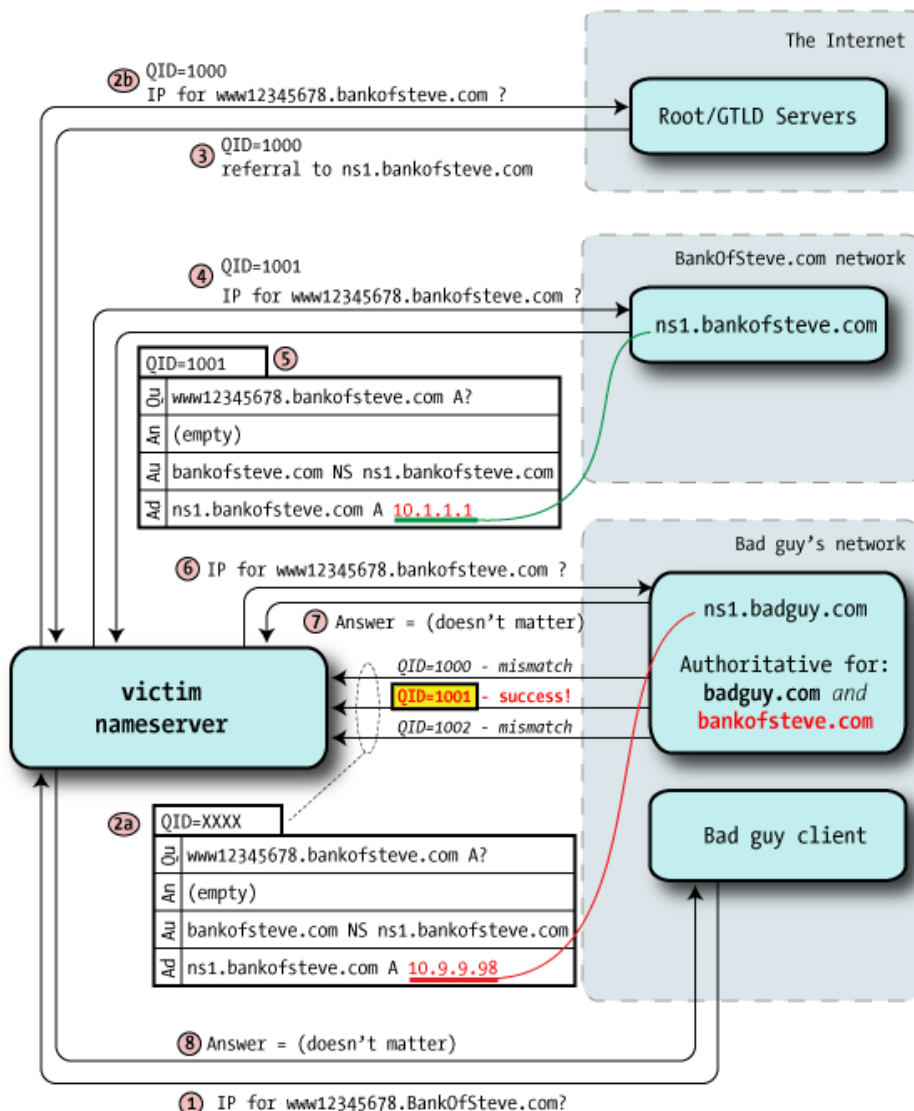 The Internet
2b QID=1000
IP for www12345678.bankofsteve.com ?
Root/GTLD Servers
3 QID=1000
referral to ns1.bankofsteve.com
BankOfSteve.com network
4 QID=1001
IP for www12345678.bankofsteve.com ?
ns1.bankofsteve.com
QID=1001 5
Qu www12345678.bankofsteve.com A?
An (empty)
Au bankofsteve.com NS ns1.bankofsteve.com
Ad ns1.bankofsteve.com A 10.1.1.1
Bad guy's network
6 IP for www12345678.bankofsteve.com ?
7 Answer = (doesn't matter)
ns1.badguy.com
Authoritative for:
badguy.com and
bankofsteve.com
QID=1000 - mismatch
QID=1001 - success!
QID=1002 - mismatch
victim
nameserver
2a QID=XXXX
Qu www12345678.bankofsteve.com A?
An (empty)
Au bankofsteve.com NS ns1.bankofsteve.com
Ad ns1.bankofsteve.com A 10.9.9.98
Bad guy client
8 Answer = (doesn't matter)
1 IP for www12345678.BankOfSteve.com?